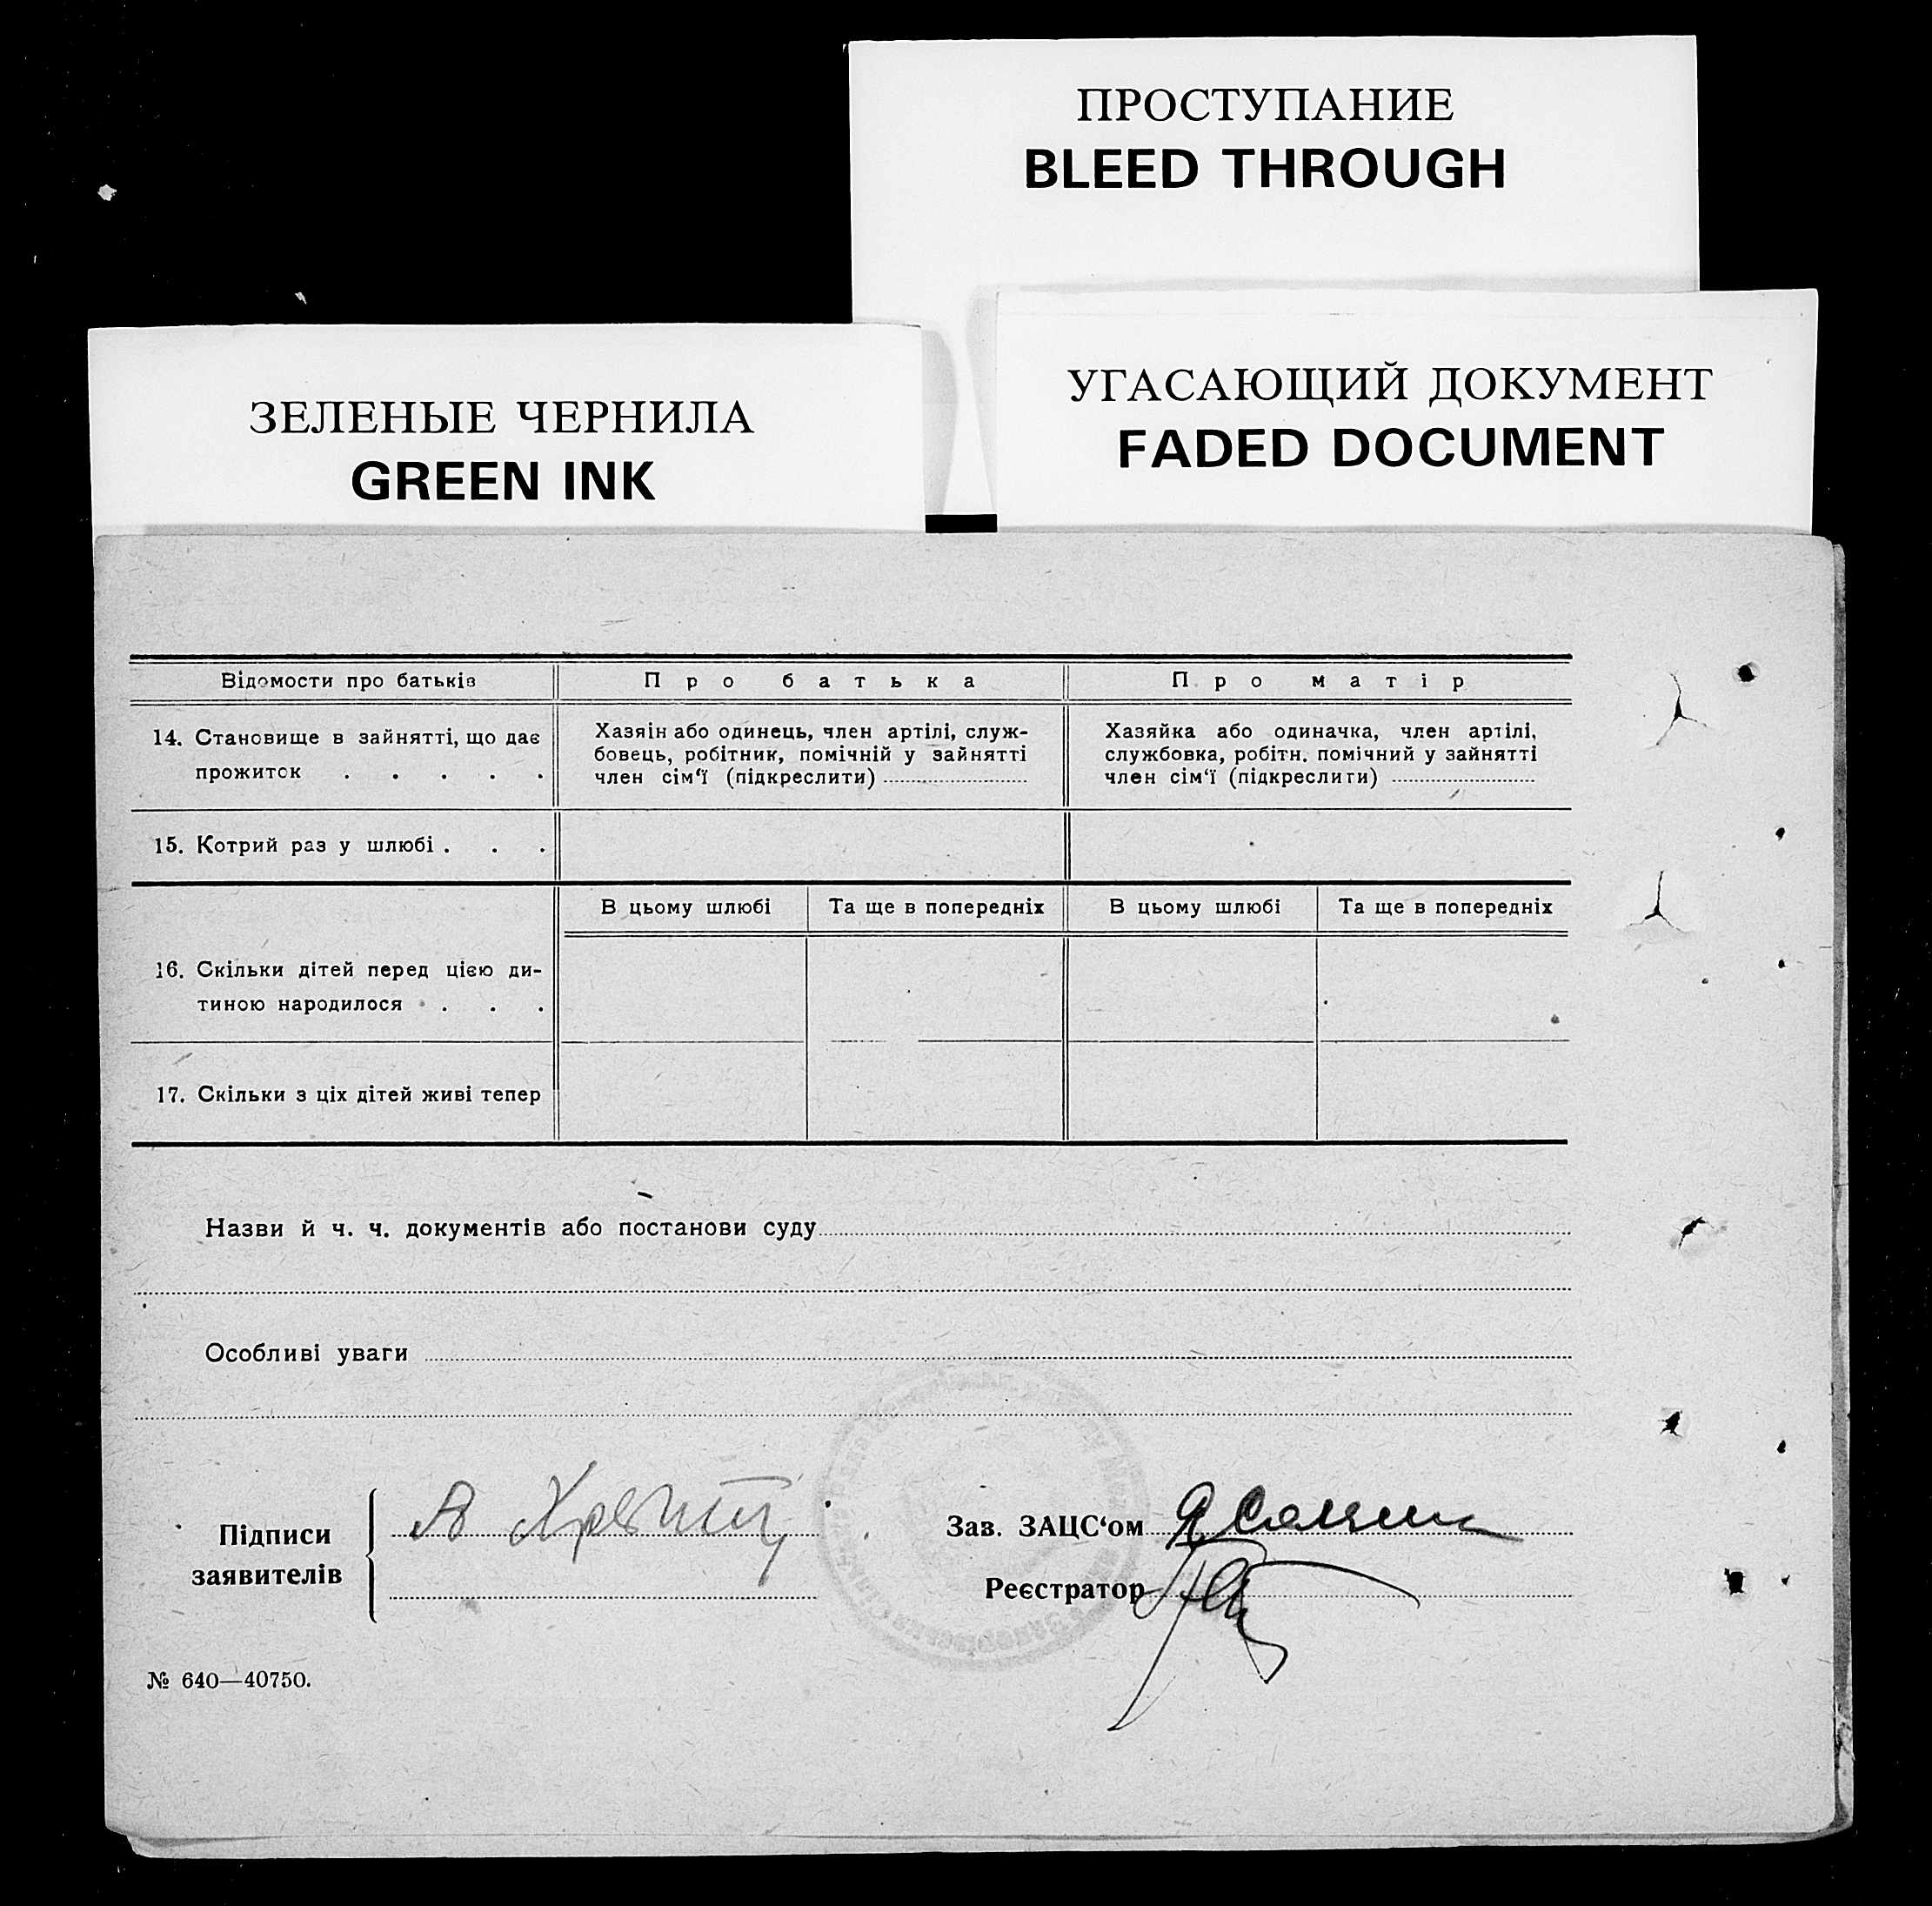 ПРОСТУПАНИЕ
BLEED THROUGH
ЗЕЛЕНЫЕ ЧЕРНИЛА
GREEN INK
УГАСАЮЩИЙ ДОКУМЕНТ
FADED DOCUMENT
Відомости про батьків
Про батька
Про матір
14. Становище в зайнятті, що дає
прожиток . . . . .
Хазяін або одинець, член артілі, служ-
бовець, робітник, помічній у зайнятті
член сім‘ї (підкреслити)
Хазяйка або одиначка, член артілі,
службовка, робітн. помічний у зайнятті
член сім‘ї (підкреслити)
15. Котрий раз у шлюбі . . .
В цьому шлюбі
Та ще в попередніх
В цьому шлюбі
Та ще в попередніх
16. Скільки дітей перед цією ди-
тиною народилося . . .
17. Скільки з ціх дітей живі тепер
Назви й ч. ч. документів або постанови суду
Особливі уваги
Підписи
заявителів
Зав. ЗАЦС‘ом
Реєстратор
№ 640—40750.